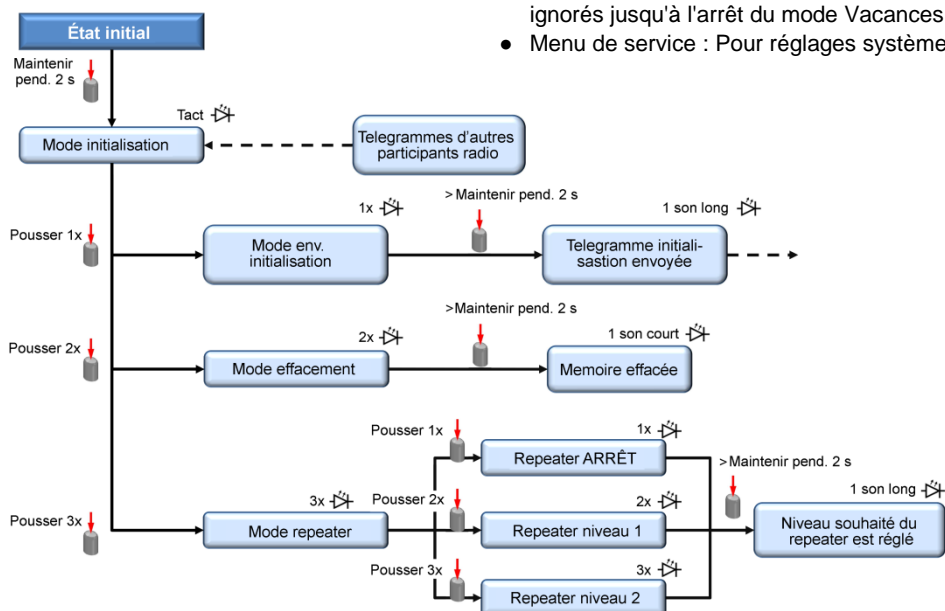 ignorés jusqu'à l'arrêt du mode Vacances
● Menu de service : Pour réglages système
État initial
Maintenir
pend. 2 s
Tact
Mode initialisation
Telegrammes d'autres
participants radio
> Maintenir pend. 2 s
1x
1 son long
Pousser 1x
Mode env.
initialisation
Telegramme initiali-
sastion envoyée
>Maintenir pend. 2 s
2x
1 son court
Pousser 2x
Mode effacement
Memoire effacée
Pousser 1x
1x
Repeater ARRÊT
>Maintenir pend. 2 s
3x
Pousser 2x
2x
1 son long
Pousser 3x
Mode repeater
Repeater niveau 1
Niveau souhaité du
repeater est réglé
Pousser 3x
3x
Repeater niveau 2